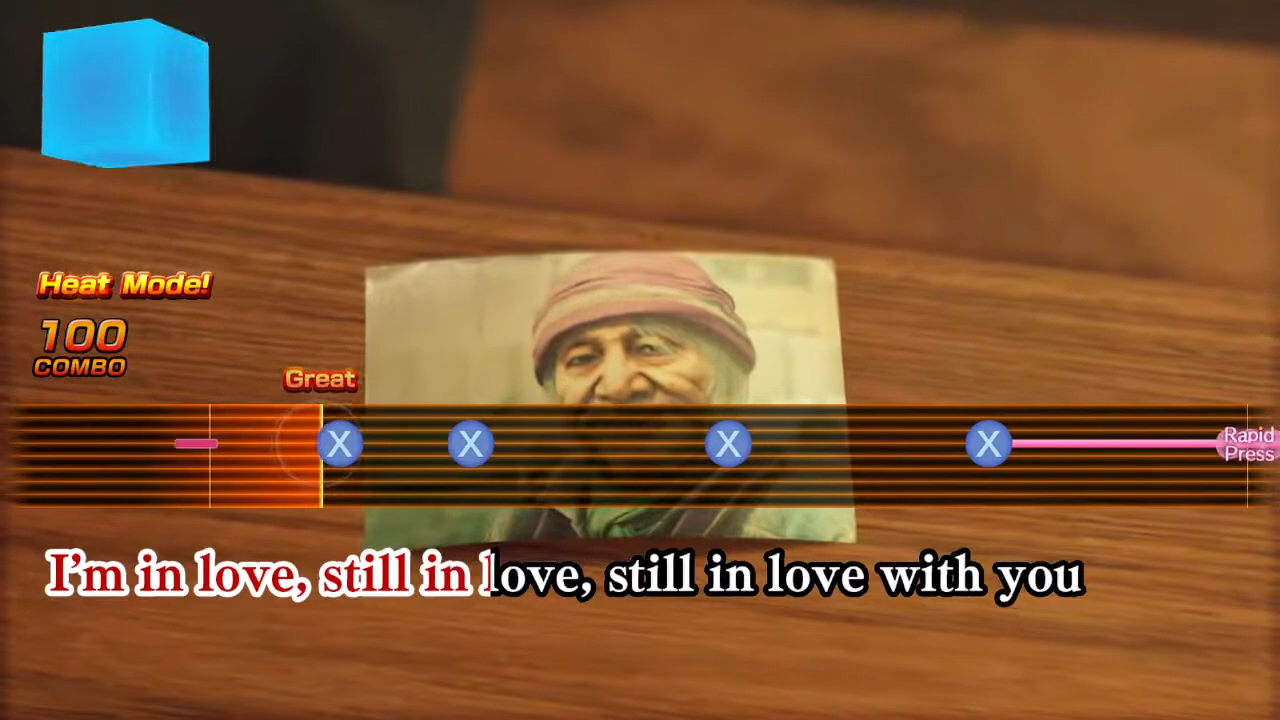 Heat Mode!
100
COMBO
Great
X X X X
Rapid
Press
I'm in love, still in love, still in love with you